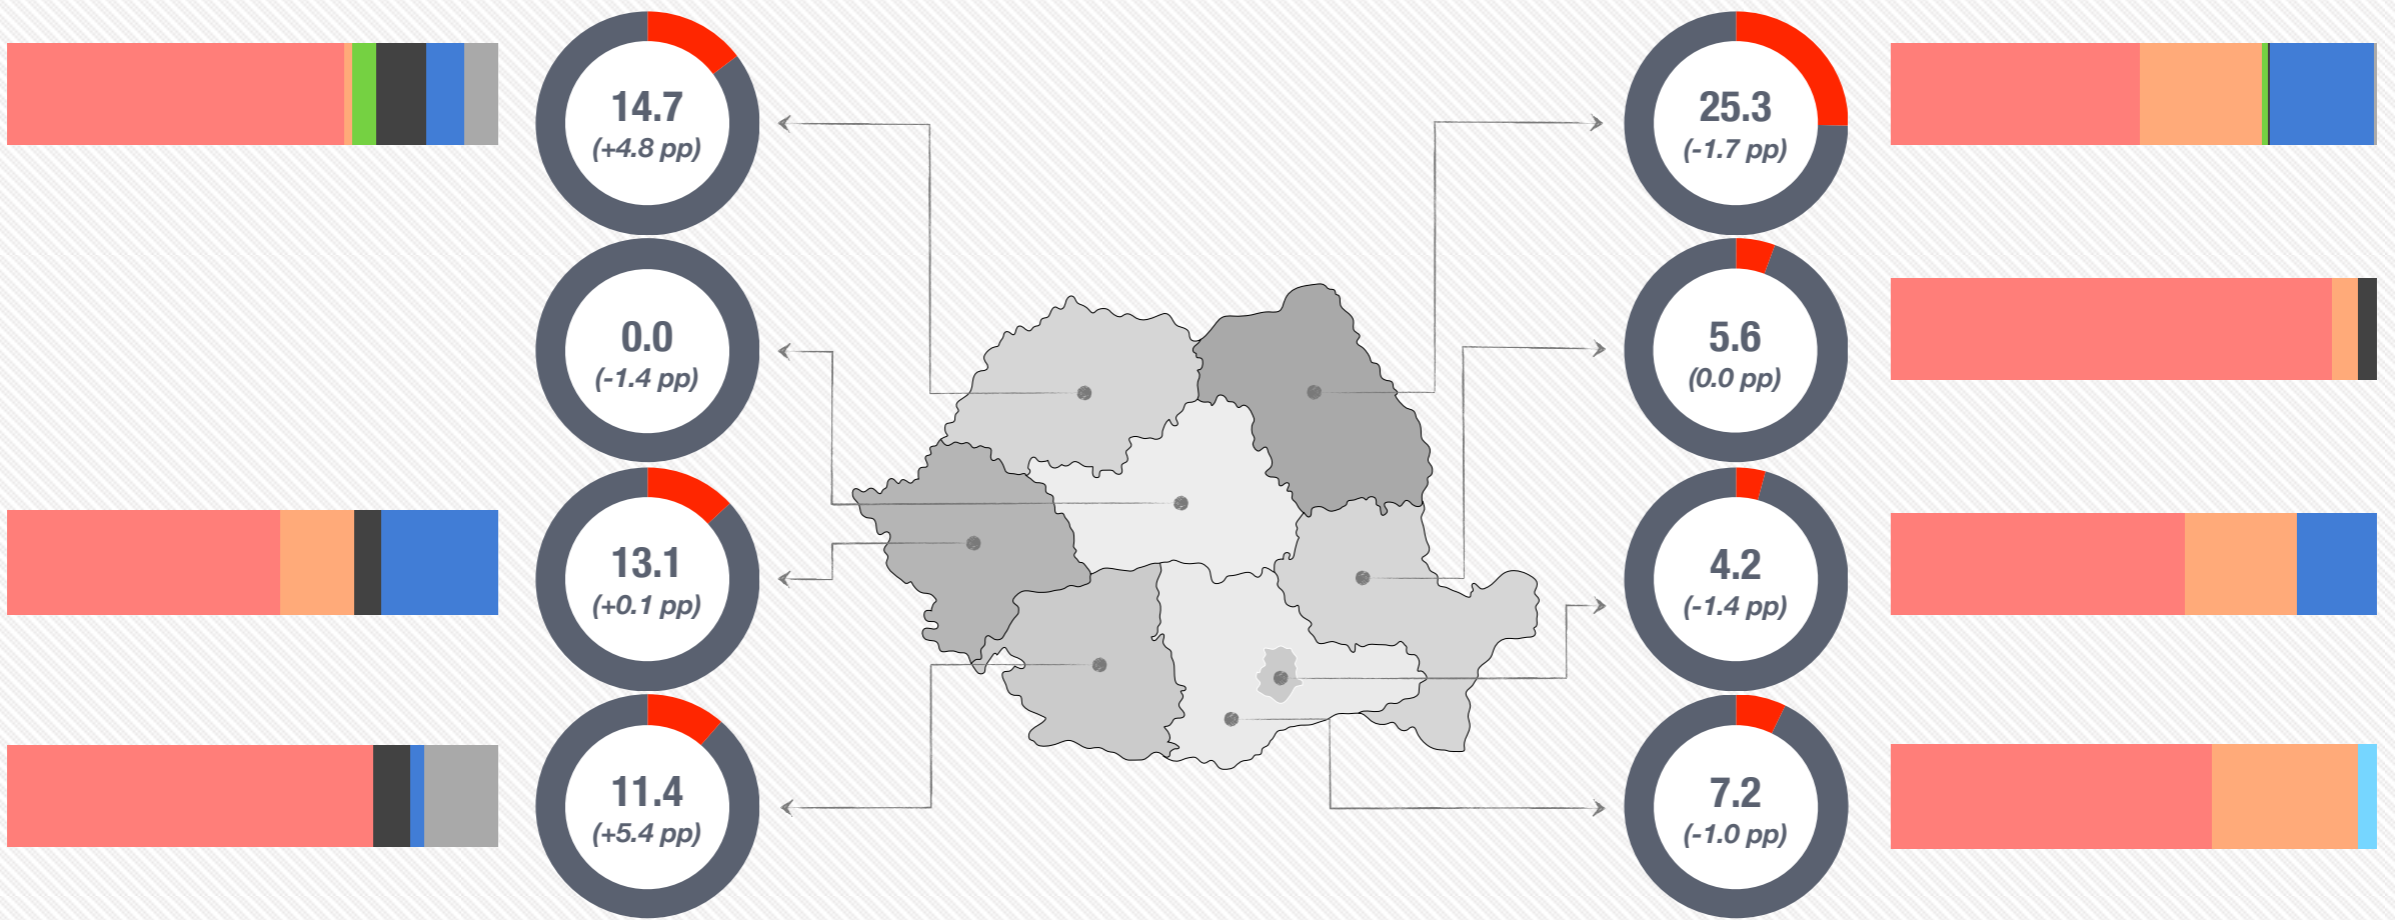 14.7
(+4.8 pp)
0.0
(-1.4 pp)
13.1
(+0.1 pp)
11.4
(+5.4 pp)
25.3
(-1.7 pp)
5.6
(0.0 pp)
4.2
(-1.4 pp)
7.2
(-1.0 pp)